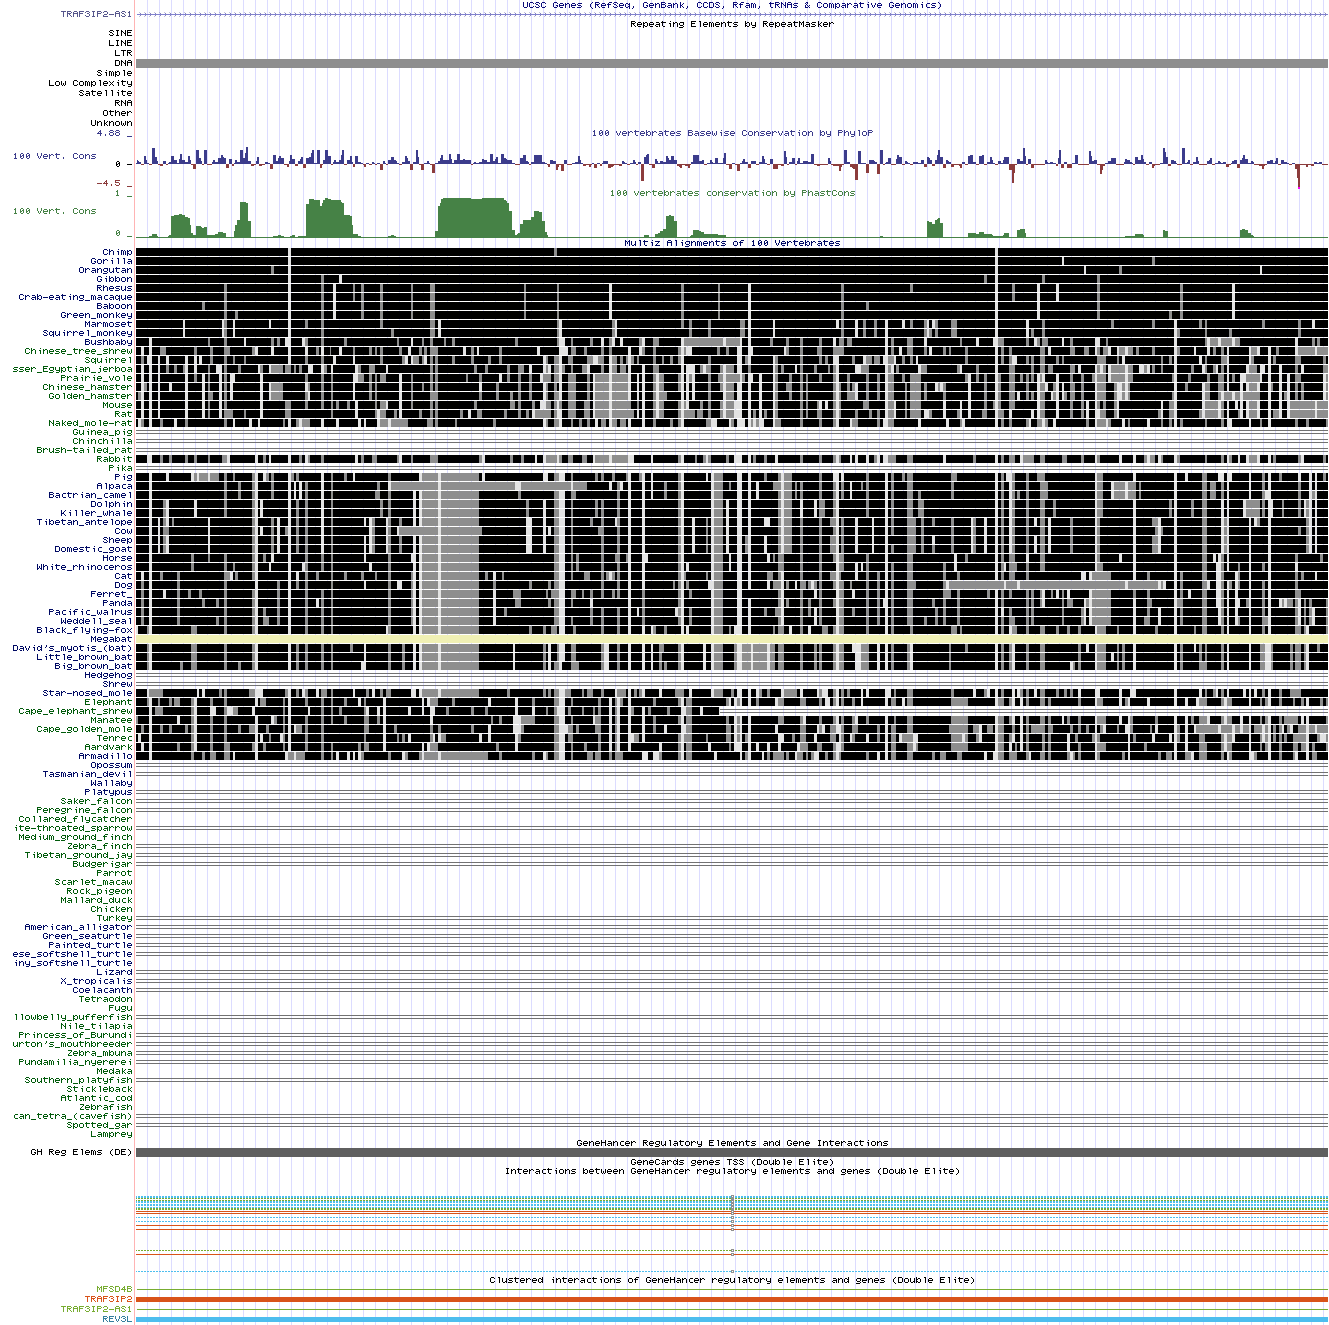 UCSC Genes (RefSeq, GenBank, CCDS, Rfam, tRNAs & Comparative Genomics)
TRAF3IP2-AS1
Repeating Elements by RepeatMasker
SINE
LINE
LTR
DNA
Simple
Low Complexity
Satellite
RNA
Other
Unknown
4.88 _
100 vertebrates Basewise Conservation by PhyloP
100 Vert. Cons
0 _
-4.5 _
1 _
100 vertebrates conservation by PhastCons
100 Vert. Cons
0 _
Multiz Alignments of 100 Vertebrates
Chimp
Gorilla
Orangutan
Gibbon
Rhesus
Crab-eating_macaque
Baboon
Green_monkey
Marmoset
Squirrel_monkey
Bushbaby
Chinese_tree_shrew
Squirrel
sser_Egyptian_jerboa
Prairie_vole
Chinese_hamster
Golden_hamster
Mouse
Rat
Naked_mole-rat
Guinea_pig
Chinchilla
Brush-tailed_rat
Rabbit
Pika
Pig
Alpaca
Bactrian_camel
Dolphin
Killer_whale
Tibetan_antelope
Cow
Sheep
Domestic_goat
Horse
White_rhinoceros
Cat
Dog
Ferret_
Panda
Pacific_walrus
Weddell_seal
Black_flying-fox
Megabat
David's_myotis_(bat)
Little_brown_bat
Big_brown_bat
Hedgehog
Shrew
Star-nosed_mole
Elephant
Cape_elephant_shrew
Manatee
Cape_golden_mole
Tenrec
Aardvark
Armadillo
Opossum
Tasmanian_devil
Wallaby
Platypus
Saker_falcon
Peregrine_falcon
Collared_flycatcher
ite-throated_sparrow
Medium_ground_finch
Zebra_finch
Tibetan_ground_jay
Budgerigar
Parrot
Scarlet_macaw
Rock_pigeon
Mallard_duck
Chicken
Turkey
American_alligator
Green_seaturtle
Painted_turtle
ese_softshell_turtle
iny_softshell_turtle
Lizard
X_tropicalis
Coelacanth
Tetraodon
Fugu
llowbelly_pufferfish
Nile_tilapia
Princess_of_Burundi
urton's_mouthbreeder
Zebra_mbuna
Pundamilia_nyererei
Medaka
Southern_platyfish
Stickleback
Atlantic_cod
Zebrafish
can_tetra_(cavefish)
Spotted_gar
Lamprey
GeneHancer Regulatory Elements and Gene Interactions
GH Reg Elems (DE)
GeneCards genes TSS (Double Elite)
Interactions between GeneHancer regulatory elements and genes (Double Elite)
Clustered interactions of GeneHancer regulatory elements and genes (Double Elite)
MFSD4B
TRAF3IP2
TRAF3IP2-AS1
REV3L